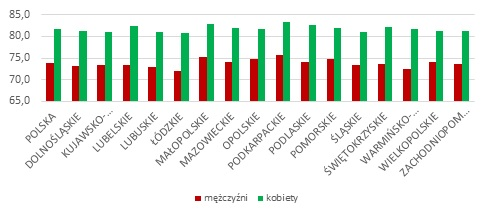 85,0
80,0
75,0
70,0
65,0
POLSKA
DOLNOŚLĄSKIE
KUJAWSKO-...
LUBELSKIE
LUBUSKIE
ŁÓDZKIE
MAŁOPOLSKIE
MAZOWIECKIE
OPOLSKIE
PODKARPACKIE
PODLASKIE
POMORSKIE
ŚLĄSKIE
ŚWIĘTOKRZYSKIE
WARMIŃSKO-...
WIELKOPOLSKIE
ZACHODNIOPOM...
mężczyźni
kobiety